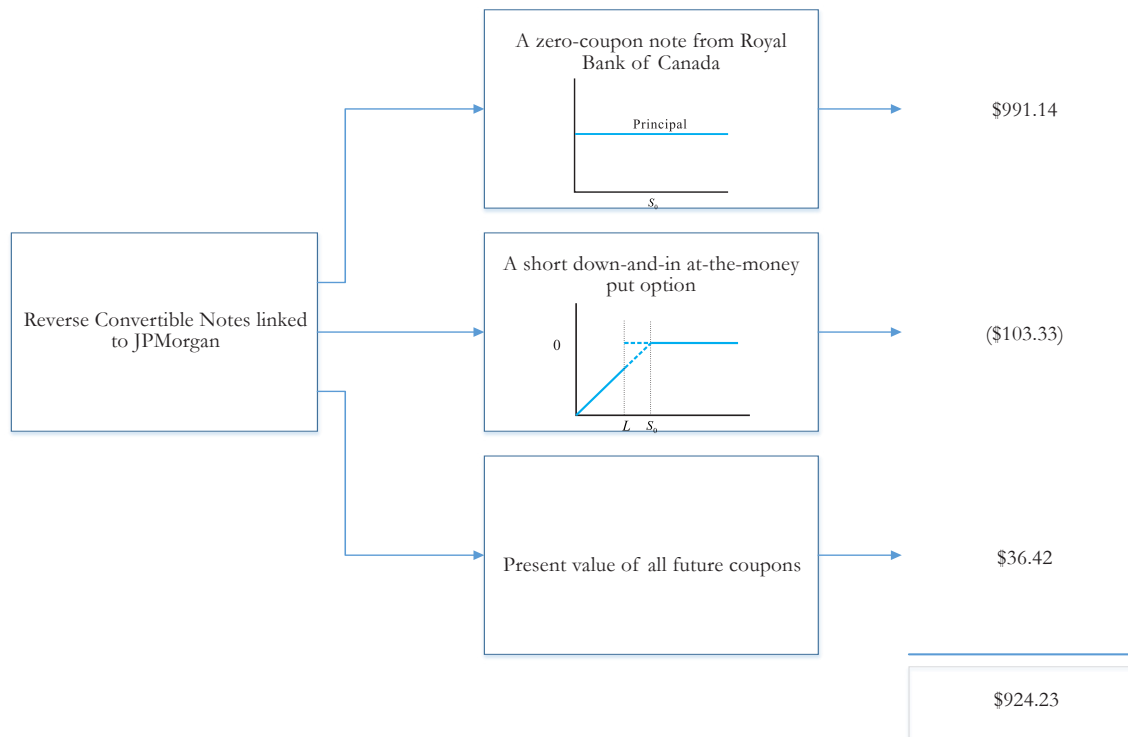 A zero-coupon note from Royal
Bank of Canada
Principal
S₀
$991.14
Reverse Convertible Notes linked
to JPMorgan
A short down-and-in at-the-money
put option
0
L S₀
($103.33)
Present value of all future coupons
$36.42
$924.23